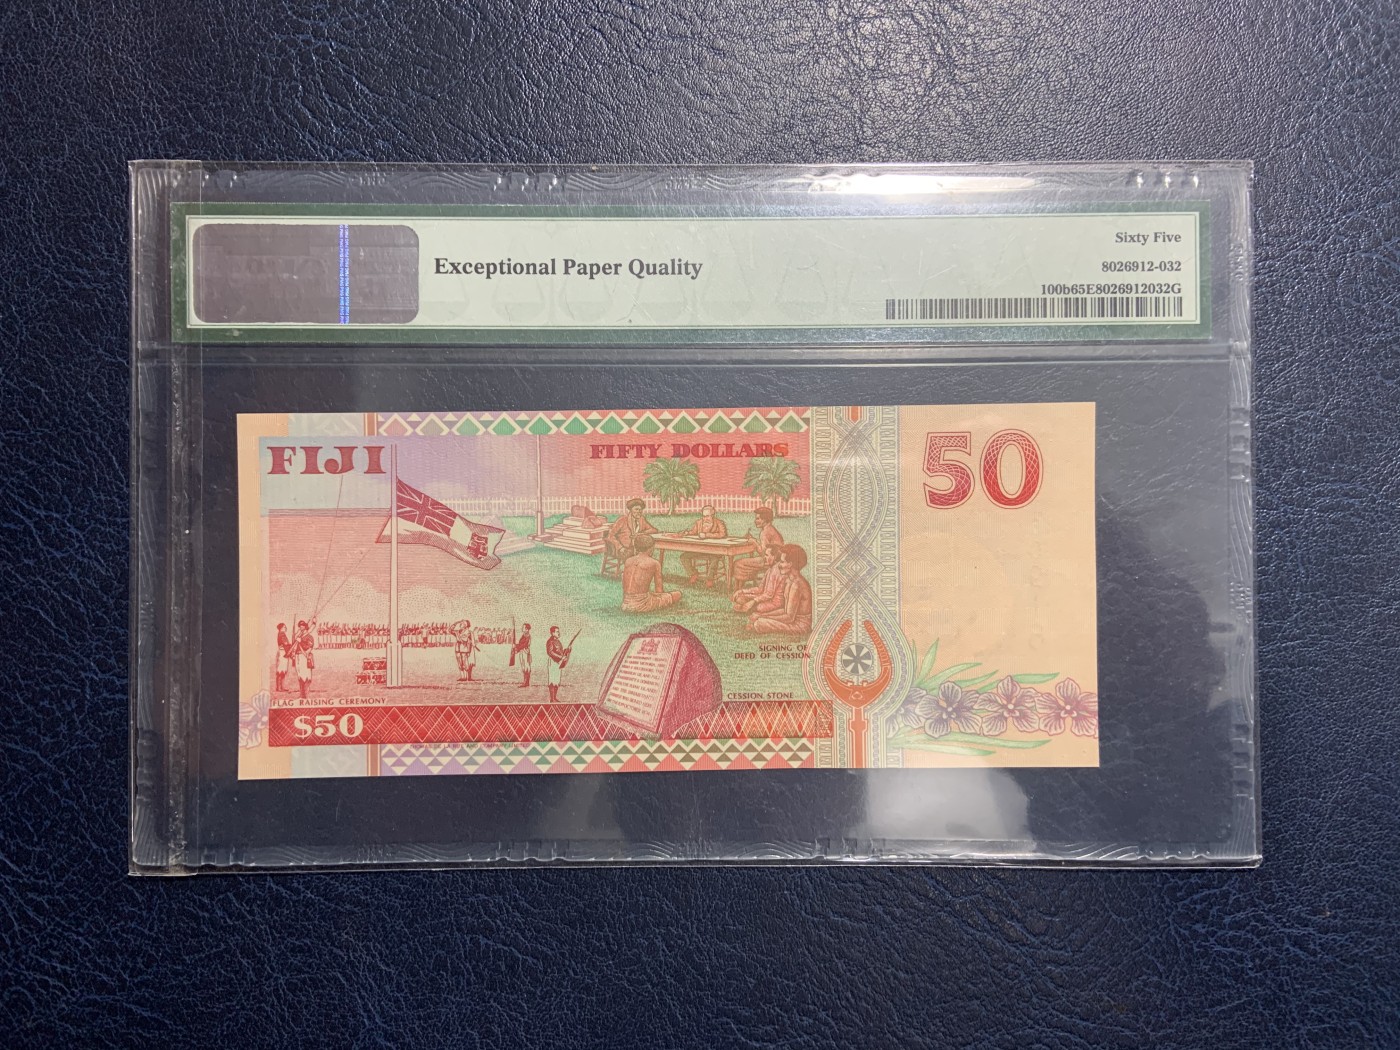 Exceptional Paper Quality
Sixty Five
8026912-032
100b65E8026912032G
FIJI
FIFTY DOLLARS
50
SIGNING OF
DEED OF CESSION
FLAG RAISING CEREMONY
CESSION STONE
$50